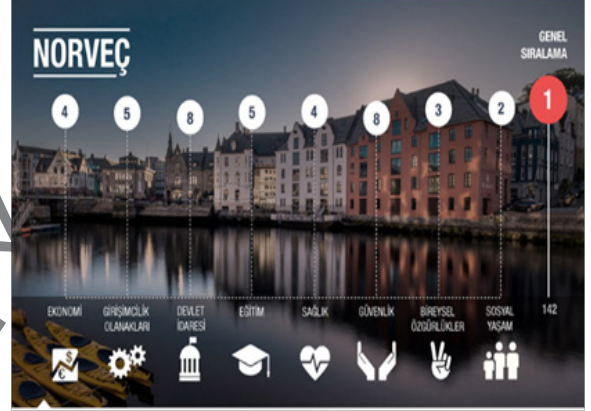 NORVEÇ
GENEL
SIRALAMA
4 5 8 5 4 8 3 2 1
EKONOMİ GİRİŞİMCİLİK OLANAKLARI DEVLET İDARESİ EĞİTİM SAĞLIK GÜVENLİK BİREYSEL ÖZGÜRLÜKLER SOSYAL YAŞAM 142
$
€